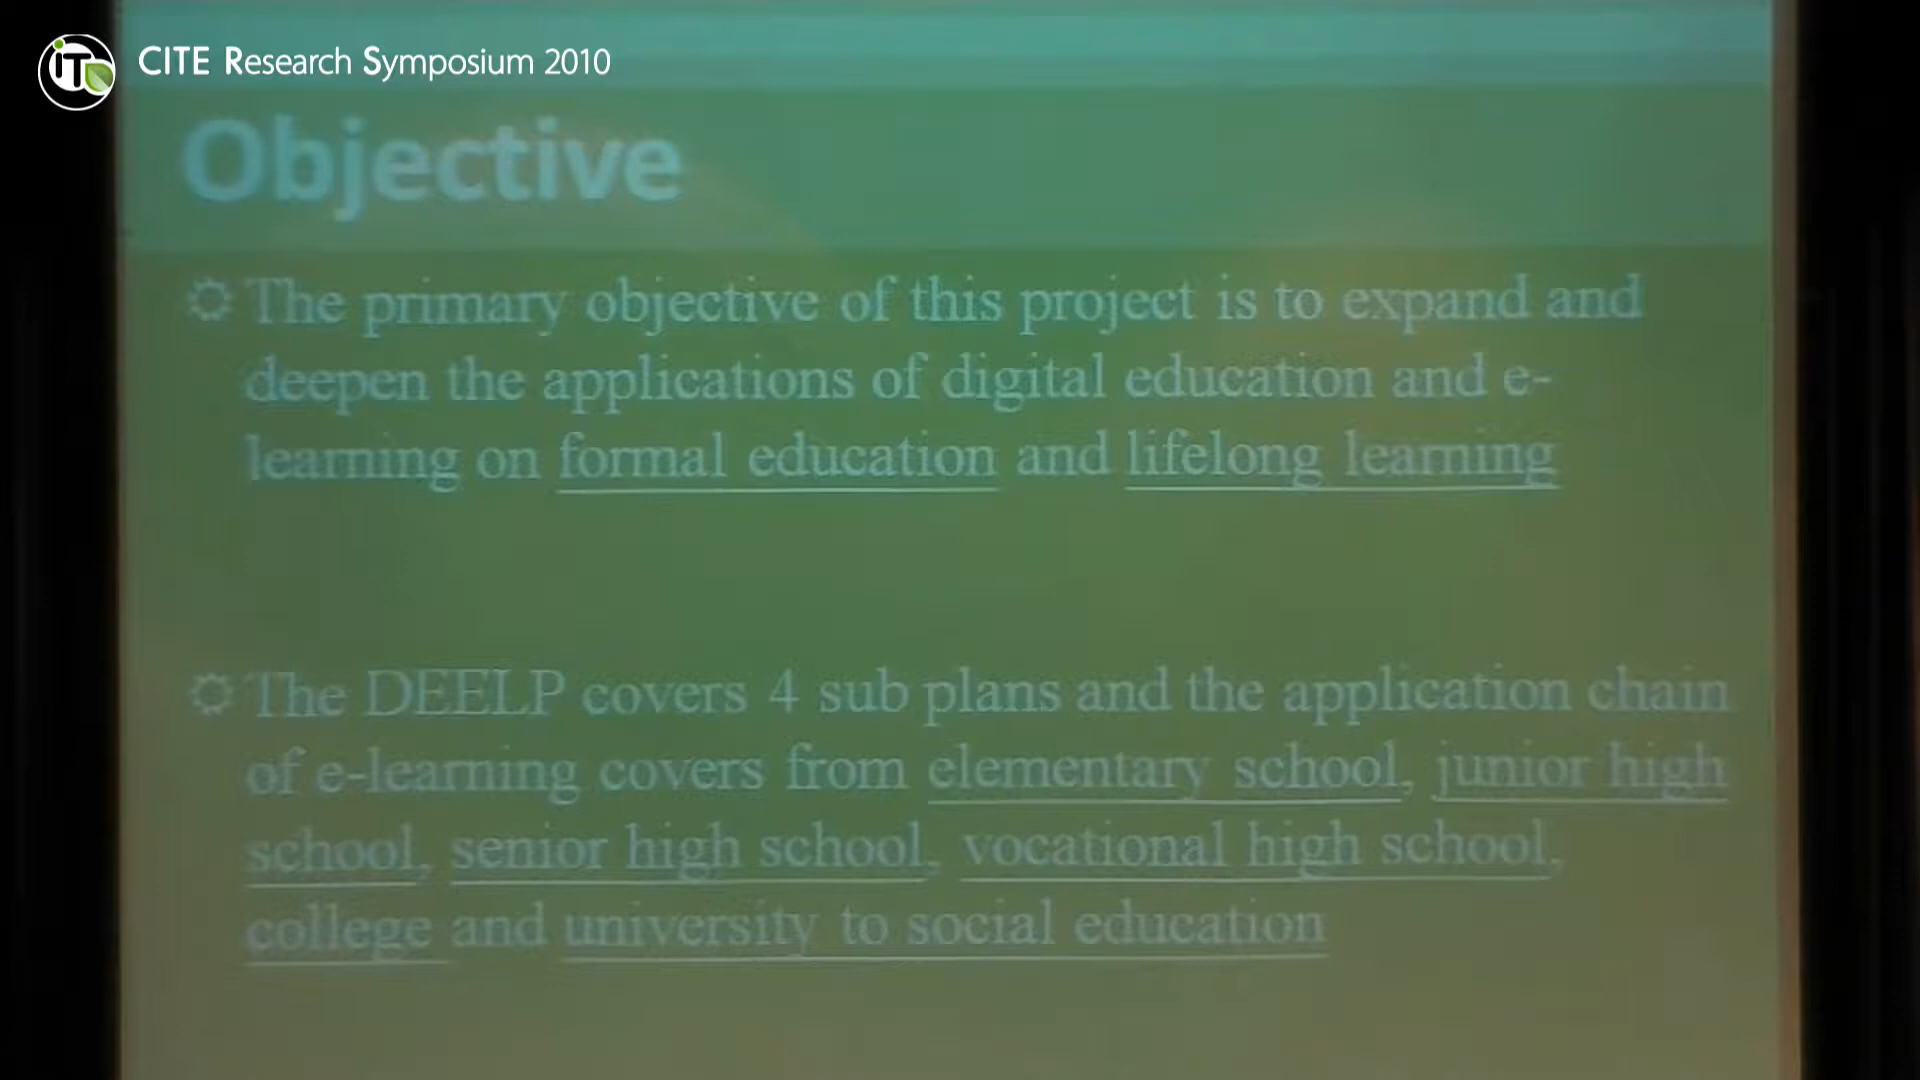 CITE Research Symposium 2010
Objective
The primary objective of this project is to expand and
deepen the applications of digital education and e-
learning on formal education and lifelong learning
The DEELP covers 4 sub plans and the application chain
of e-learning covers from elementary school, junior high
school, senior high school, vocational high school,
college and university to social education